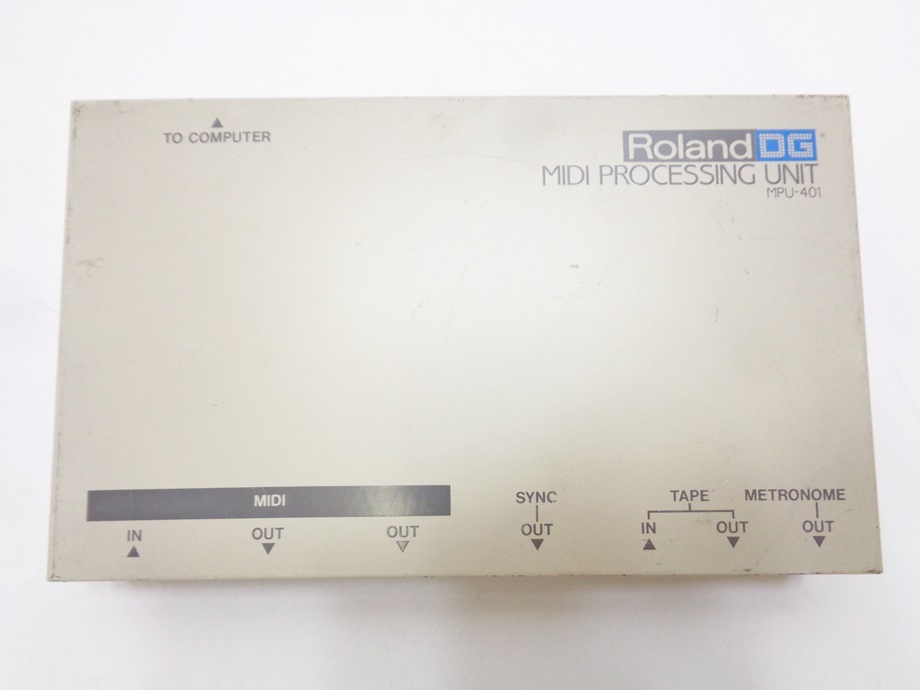 TO COMPUTER
Roland DG
MIDI PROCESSING UNIT
MPU-401
MIDI
SYNC
TAPE
METRONOME
IN
OUT
OUT
OUT
IN
OUT
OUT